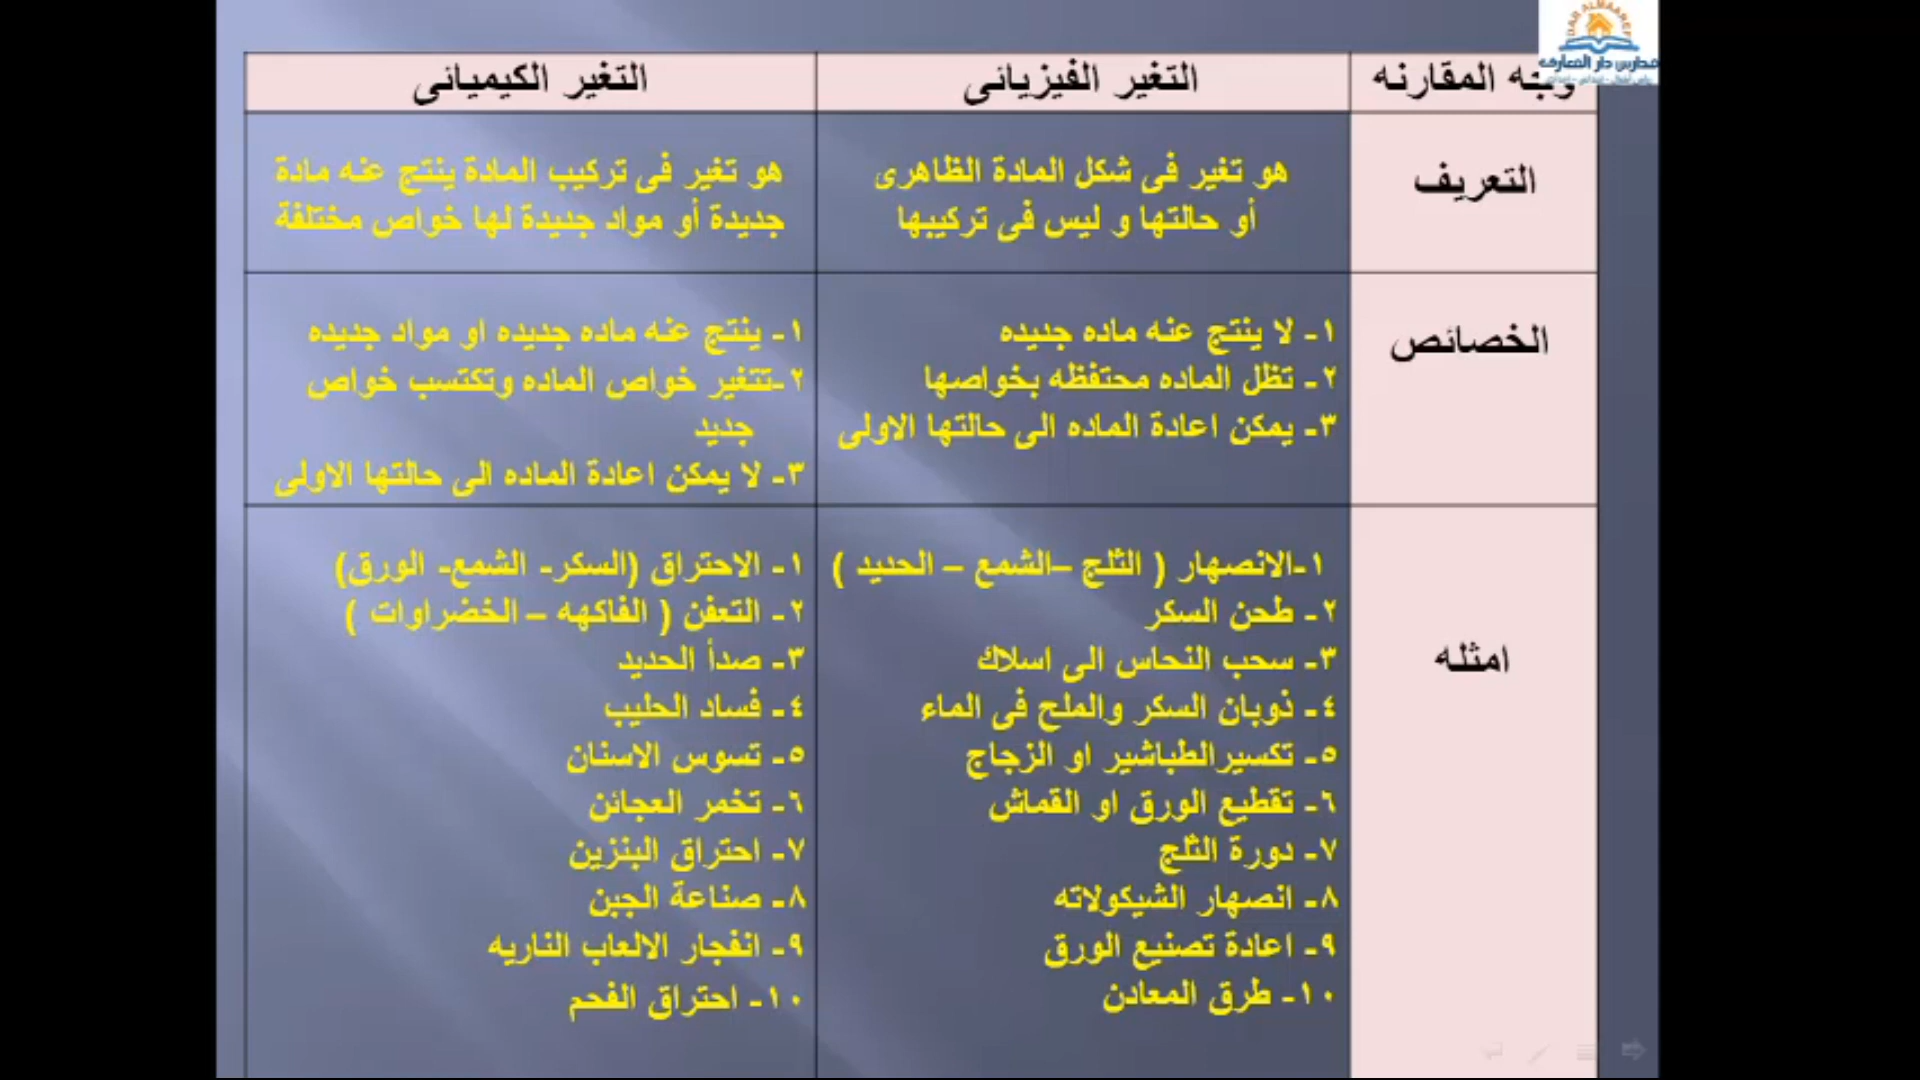 DAR ALMAAREF
مدارس دار المعارف
وجه المقارنه
التغير الفيزيائى
التغير الكيميائى
التعريف
هو تغير فى شكل المادة الظاهرى
أو حالتها و ليس فى تركيبها
هو تغير فى تركيب المادة ينتج عنه مادة
جديدة أو مواد جديدة لها خواص مختلفة
الخصائص
١- لا ينتج عنه ماده جديده
٢- تظل الماده محتفظه بخواصها
٣- يمكن اعادة الماده الى حالتها الاولى
١- ينتج عنه ماده جديده او مواد جديده
٢-تتغير خواص الماده وتكتسب خواص
جديد
٣- لا يمكن اعادة الماده الى حالتها الاولى
امثله
١-الانصهار ( الثلج –الشمع – الحديد )
٢- طحن السكر
٣- سحب النحاس الى اسلاك
٤- ذوبان السكر والملح فى الماء
٥- تكسيرالطباشير او الزجاج
٦- تقطيع الورق او القماش
٧- دورة الثلج
٨- انصهار الشيكولاته
٩- اعادة تصنيع الورق
١٠- طرق المعادن
١- الاحتراق (السكر- الشمع- الورق)
٢- التعفن ( الفاكهه – الخضراوات )
٣- صدأ الحديد
٤- فساد الحليب
٥- تسوس الاسنان
٦- تخمر العجائن
٧- احتراق البنزين
٨- صناعة الجبن
٩- انفجار الالعاب الناريه
١٠- احتراق الفحم